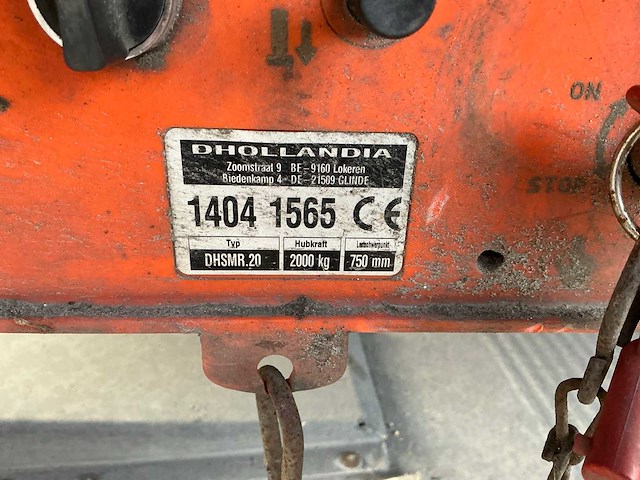 ON
STOP
DHOLLANDIA
Zoomstraat 9 BE-9160 Lokeren
Biedenkamp 4 DE-21509 GLINDE
1404 1565 CE
Typ Hubkraft Lastschwerpunkt
DHSMR.20 2000 kg 750 mm